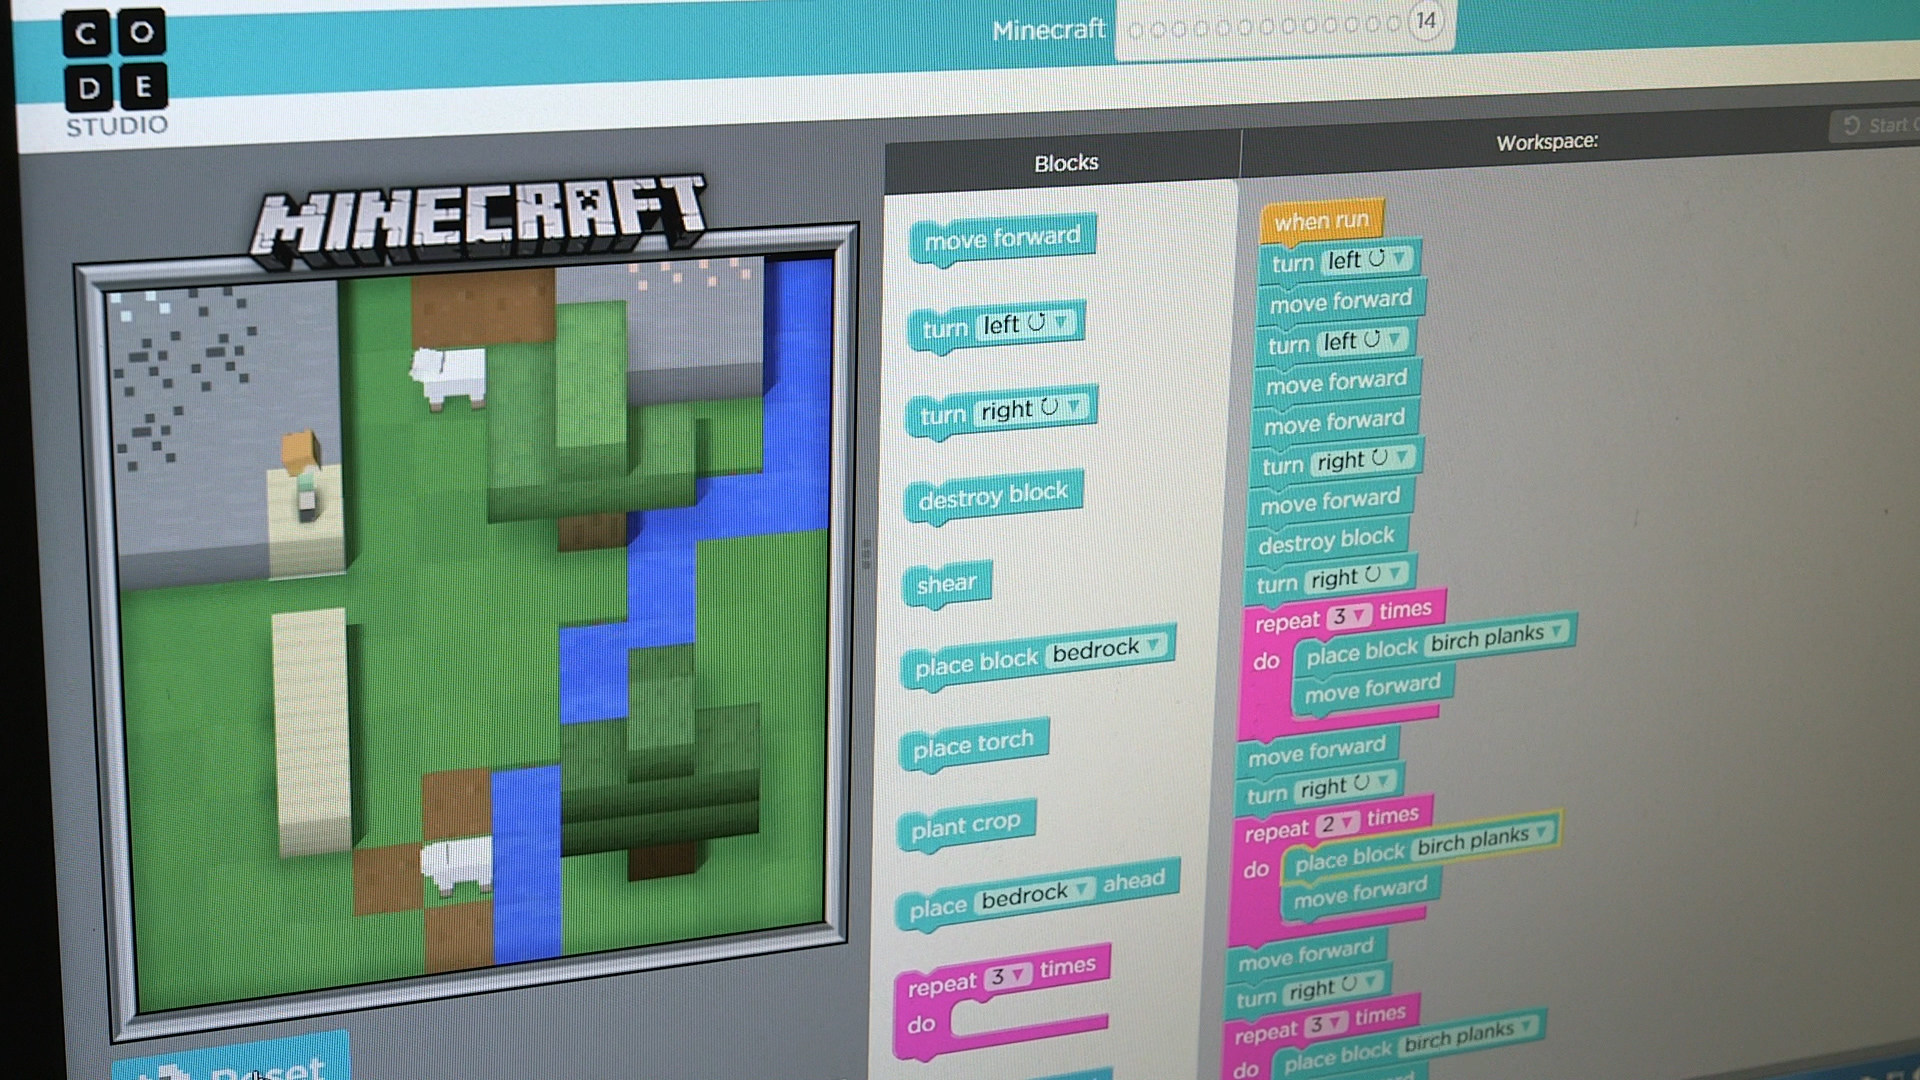 C O
D E
STUDIO
Minecraft
14
MINECRAFT
Blocks
move forward
turn left
turn right
destroy block
shear
place block bedrock
place torch
plant crop
place bedrock ahead
repeat 3 times
do
Workspace:
Start
when run
turn left
move forward
turn left
move forward
move forward
turn right
move forward
destroy block
turn right
repeat 3 times
do place block birch planks
move forward
move forward
turn right
repeat 2 times
do place block birch planks
move forward
move forward
turn right
repeat 3 times
do place block birch planks
Reset